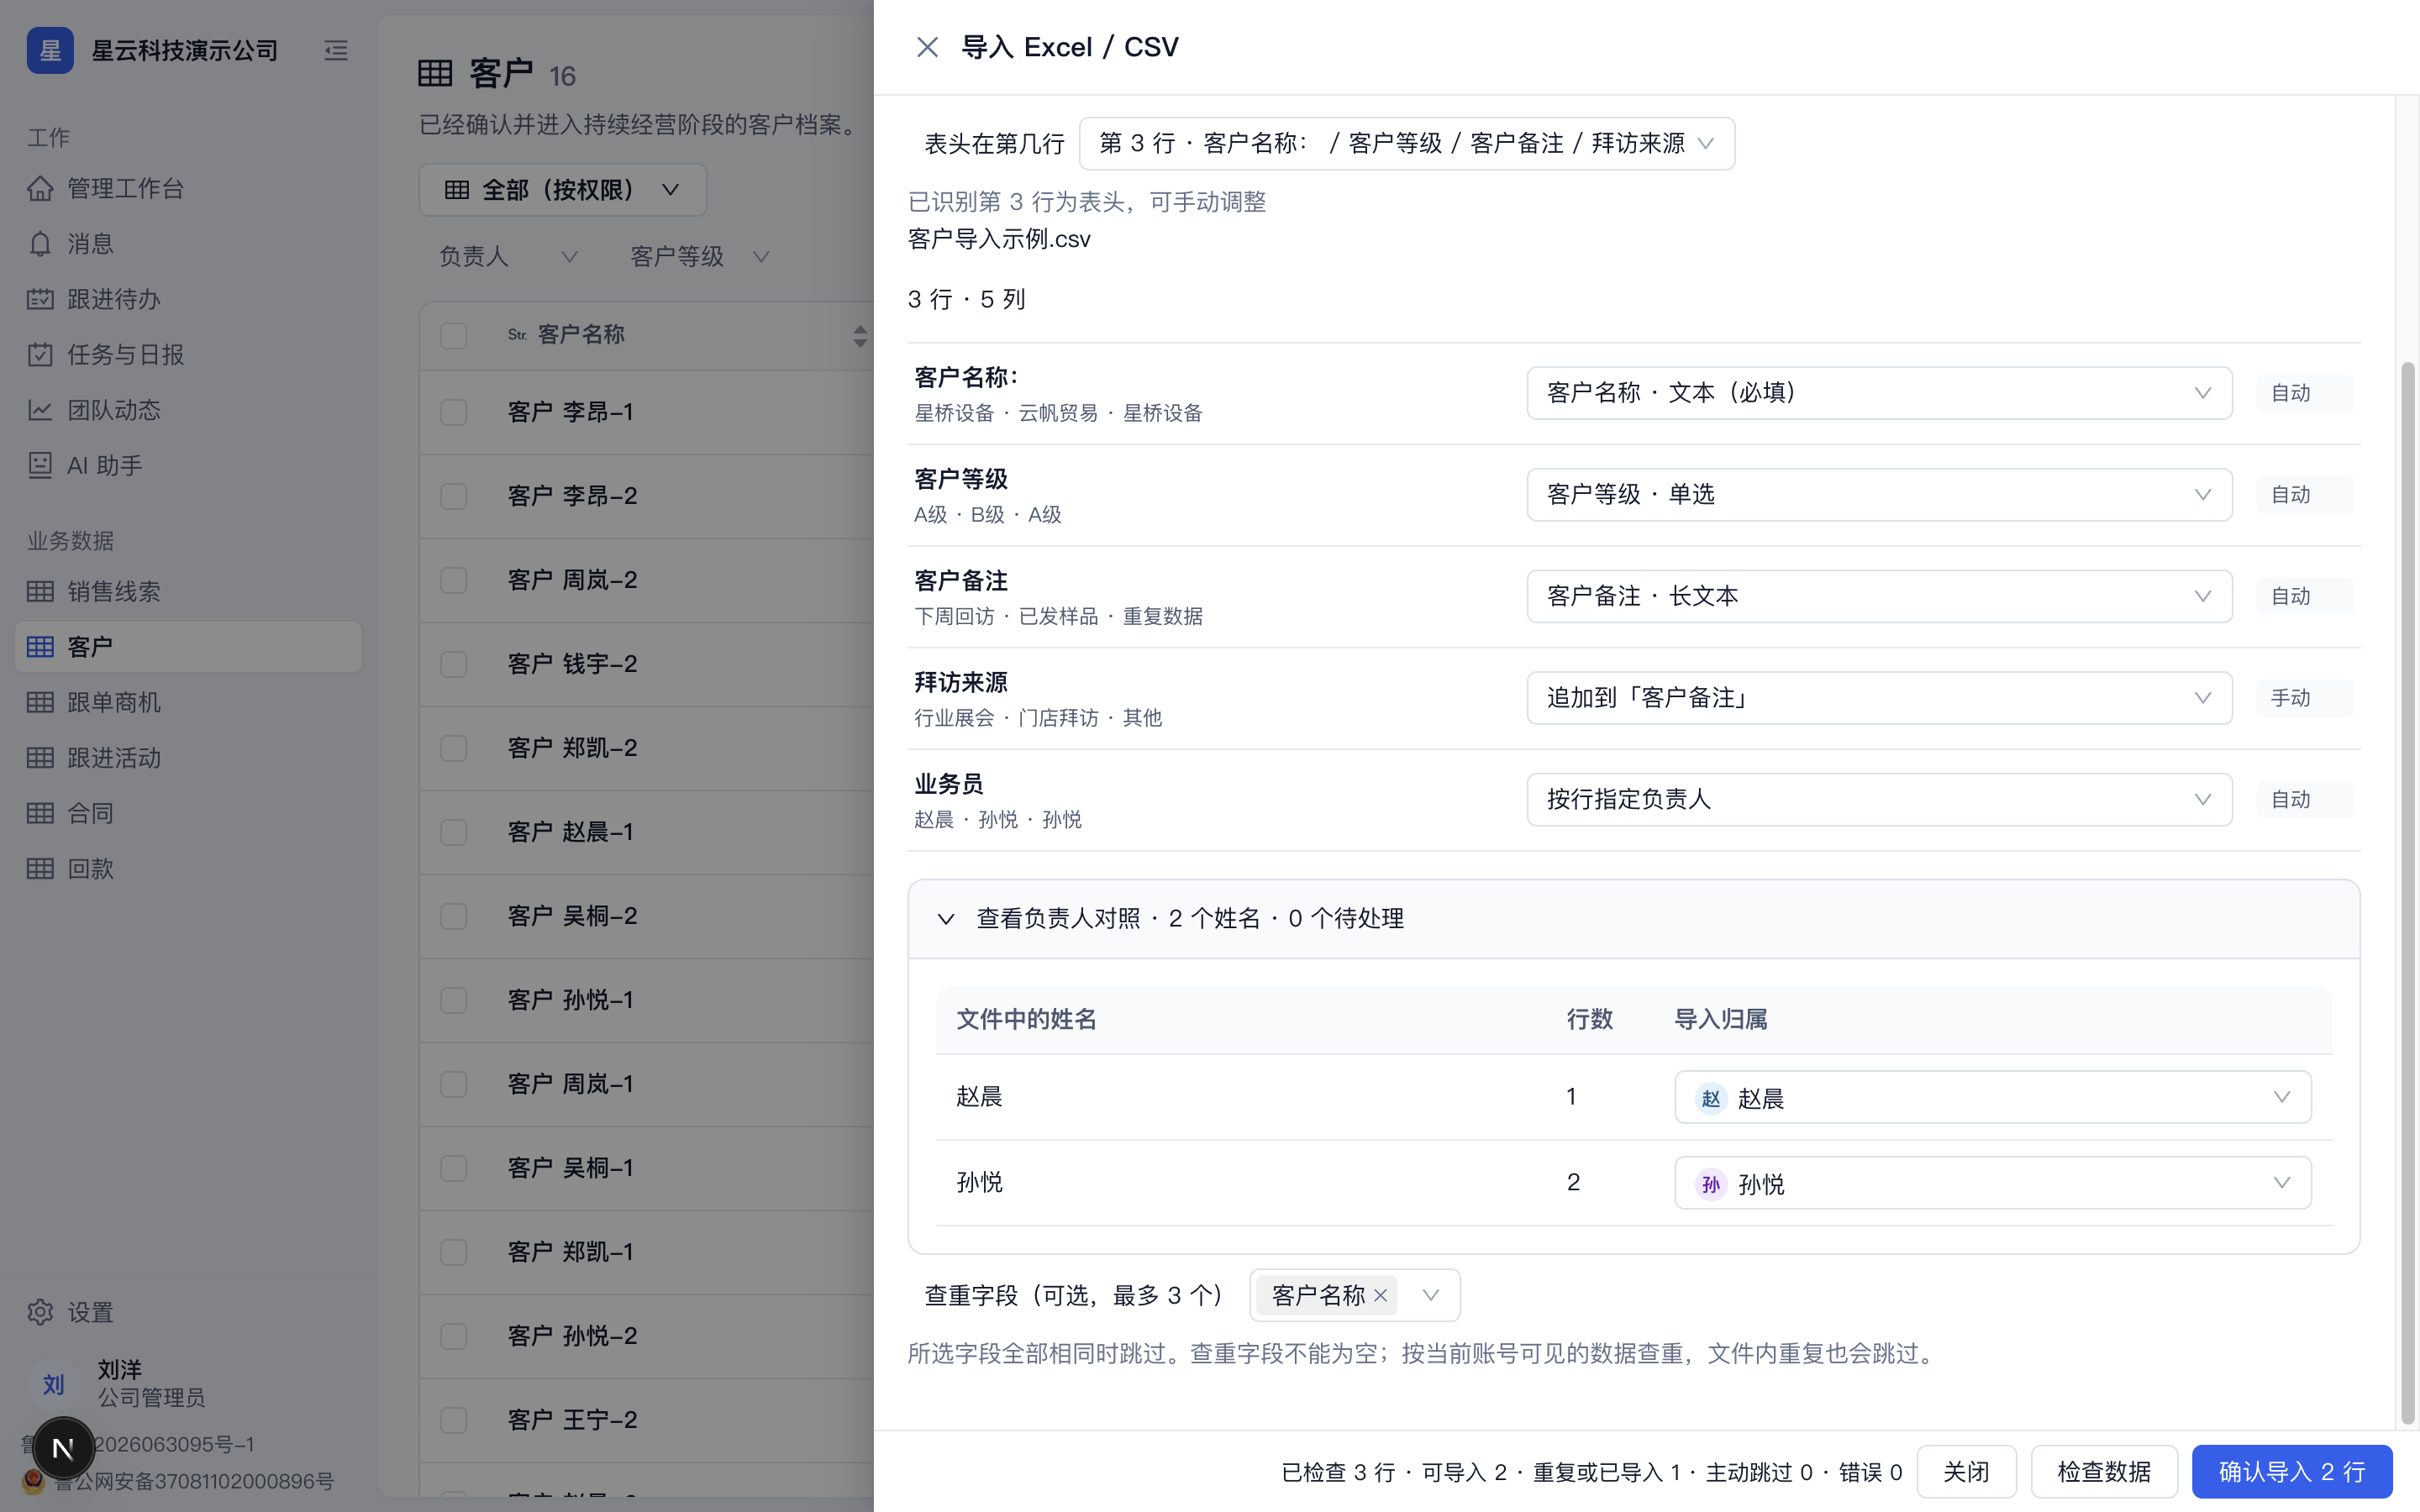 星 星云科技演示公司
工作
管理工作台
消息
跟进待办
任务与日报
团队动态
AI 助手
业务数据
销售线索
客户
跟单商机
跟进活动
合同
回款
设置
刘 刘洋
公司管理员
2026063095号-1
公网安备37081102000896号
N
客户 16
已经确认并进入持续经营阶段的客户档案。
全部（按权限）
负责人 客户等级
Str. 客户名称
客户 李昂-1
客户 李昂-2
客户 周岚-2
客户 钱宇-2
客户 郑凯-2
客户 赵晨-1
客户 吴桐-2
客户 孙悦-1
客户 周岚-1
客户 吴桐-1
客户 郑凯-1
客户 孙悦-2
客户 王宁-2
导入 Excel / CSV
表头在第几行 第 3 行 · 客户名称： / 客户等级 / 客户备注 / 拜访来源
已识别第 3 行为表头，可手动调整
客户导入示例.csv
3 行 · 5 列
客户名称：
星桥设备 · 云帆贸易 · 星桥设备
客户名称 · 文本（必填） 自动
客户等级
A级 · B级 · A级
客户等级 · 单选 自动
客户备注
下周回访 · 已发样品 · 重复数据
客户备注 · 长文本 自动
拜访来源
行业展会 · 门店拜访 · 其他
追加到「客户备注」 手动
业务员
赵晨 · 孙悦 · 孙悦
按行指定负责人 自动
查看负责人对照 · 2 个姓名 · 0 个待处理
文件中的姓名 行数 导入归属
赵晨 1 赵 赵晨
孙悦 2 孙 孙悦
查重字段（可选，最多 3 个） 客户名称
所选字段全部相同时跳过。查重字段不能为空；按当前账号可见的数据查重，文件内重复也会跳过。
已检查 3 行 · 可导入 2 · 重复或已导入 1 · 主动跳过 0 · 错误 0 关闭 检查数据 确认导入 2 行